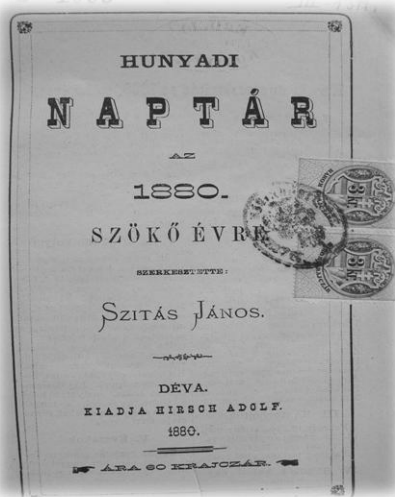 HUNYADI
NAPTÁR
AZ
1880.
SZÖKŐ ÉVRE
SZERKESZTETTE:
SZITÁS JÁNOS.
DÉVA.
KIADJA HIRSCH ADOLF.
1880.
ÁRA 60 KRAJCZÁR.